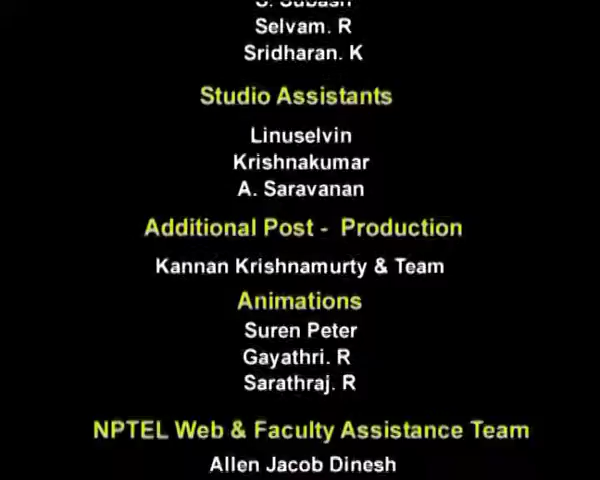 Selvam. R
Sridharan. K
Studio Assistants
Linuselvin
Krishnakumar
A. Saravanan
Additional Post - Production
Kannan Krishnamurty & Team
Animations
Suren Peter
Gayathri. R
Sarathraj. R
NPTEL Web & Faculty Assistance Team
Allen Jacob Dinesh